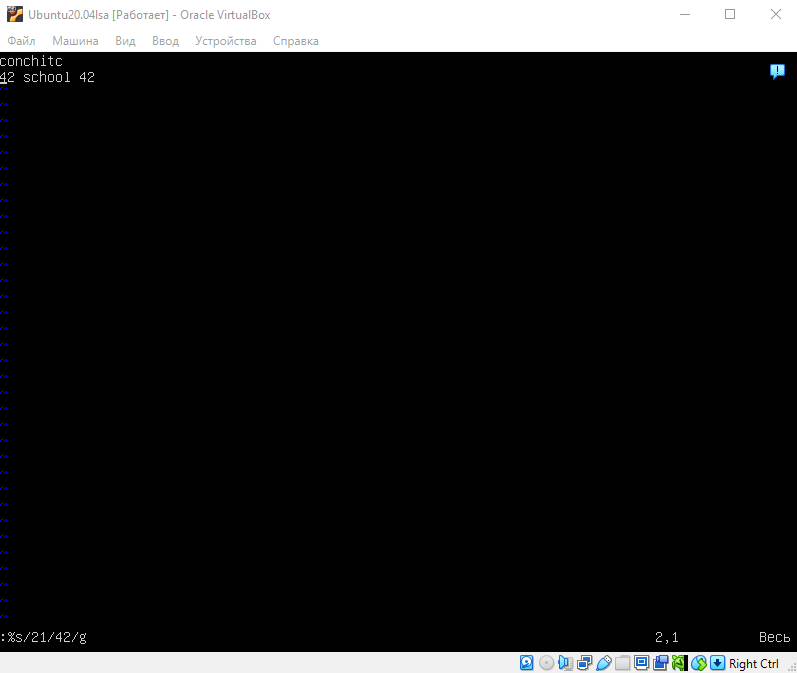 Ubuntu20.04lsa [Работает] - Oracle VirtualBox
Файл Машина Вид Ввод Устройства Справка
conchitc
42 school 42
:%s/21/42/g 2,1 Весь
Right Ctrl